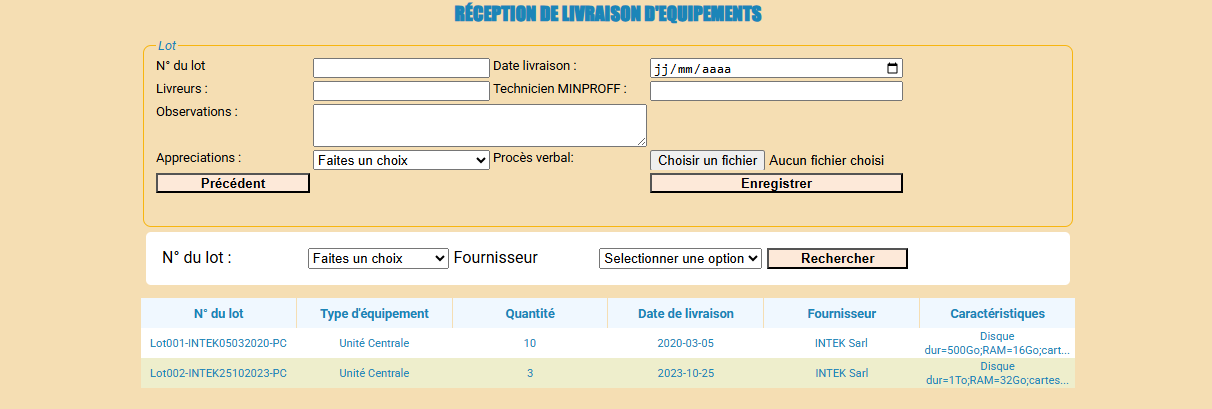 RÉCEPTION DE LIVRAISON D'EQUIPEMENTS
Lot
N° du lot Date livraison : jj/mm/aaaa
Livreurs : Technicien MINPROFF :
Observations :
Appreciations : Faites un choix Procès verbal: Choisir un fichier Aucun fichier choisi
Précédent Enregistrer
N° du lot : Faites un choix Fournisseur Selectionner une option Rechercher
N° du lot Type d'équipement Quantité Date de livraison Fournisseur Caractéristiques
Lot001-INTEK05032020-PC Unité Centrale 10 2020-03-05 INTEK Sarl Disque
dur=500Go;RAM=16Go;cart...
Lot002-INTEK25102023-PC Unité Centrale 3 2023-10-25 INTEK Sarl Disque
dur=1To;RAM=32Go;cartes...